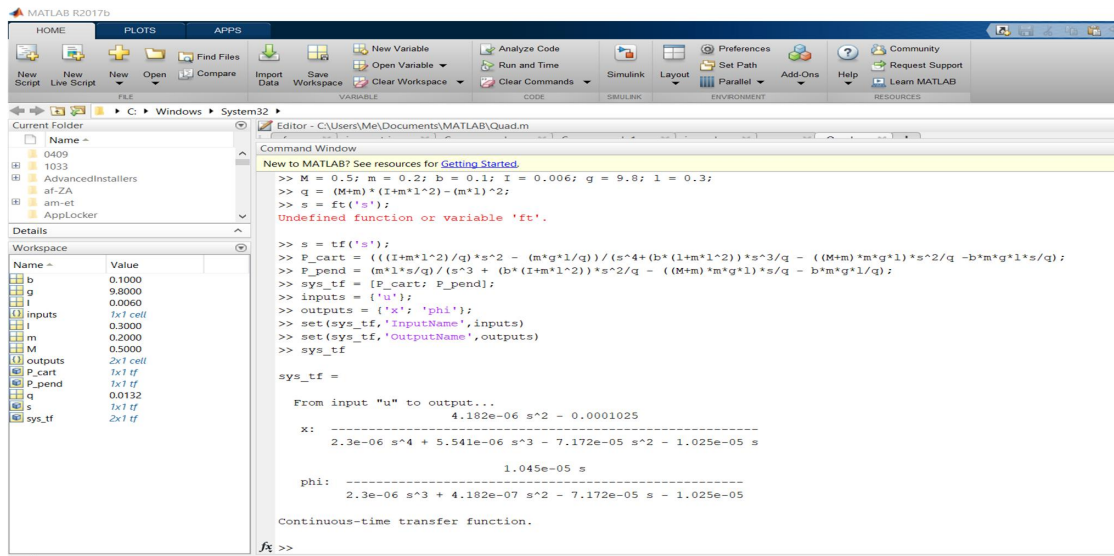 MATLAB R2017b
HOME PLOTS APPS
New Script
New Live Script
New
Open
Find Files
Compare
Import Data
Save Workspace
New Variable
Open Variable
Clear Workspace
Analyze Code
Run and Time
Clear Commands
Simulink
Layout
Preferences
Set Path
Parallel
Add-Ons
Help
Community
Request Support
Learn MATLAB
FILE VARIABLE CODE SIMULINK ENVIRONMENT RESOURCES
C: Windows System32
Current Folder
Name
0409
1033
AdvancedInstallers
af-ZA
am-et
AppLocker
Details
Workspace
Name Value
b 0.1000
g 9.8000
I 0.0060
inputs 1x1 cell
l 0.3000
m 0.2000
M 0.5000
outputs 2x1 cell
P_cart 1x1 tf
P_pend 1x1 tf
q 0.0132
s 1x1 tf
sys_tf 2x1 tf
Editor - C:\Users\Me\Documents\MATLAB\Quad.m
Command Window
New to MATLAB? See resources for Getting Started.
>> M = 0.5; m = 0.2; b = 0.1; I = 0.006; g = 9.8; l = 0.3;
>> q = (M+m)*(I+m*l^2)-(m*l)^2;
>> s = ft('s');
Undefined function or variable 'ft'.
>> s = tf('s');
>> P_cart = (((I+m*l^2)/q)*s^2 - (m*g*l/q))/(s^4+(b*(l+m*l^2))*s^3/q - ((M+m)*m*g*l)*s^2/q -b*m*g*l*s/q);
>> P_pend = (m*l*s/q)/(s^3 + (b*(I+m*l^2))*s^2/q - ((M+m)*m*g*l)*s/q - b*m*g*l/q);
>> sys_tf = [P_cart; P_pend];
>> inputs = {'u'};
>> outputs = {'x'; 'phi'};
>> set(sys_tf,'InputName',inputs)
>> set(sys_tf,'OutputName',outputs)
>> sys_tf
sys_tf =
From input "u" to output...
4.182e-06 s^2 - 0.0001025
x: ---------------------------------------------------------
2.3e-06 s^4 + 5.541e-06 s^3 - 7.172e-05 s^2 - 1.025e-05 s
1.045e-05 s
phi: -----------------------------------------------------
2.3e-06 s^3 + 4.182e-07 s^2 - 7.172e-05 s - 1.025e-05
Continuous-time transfer function.
fx >>